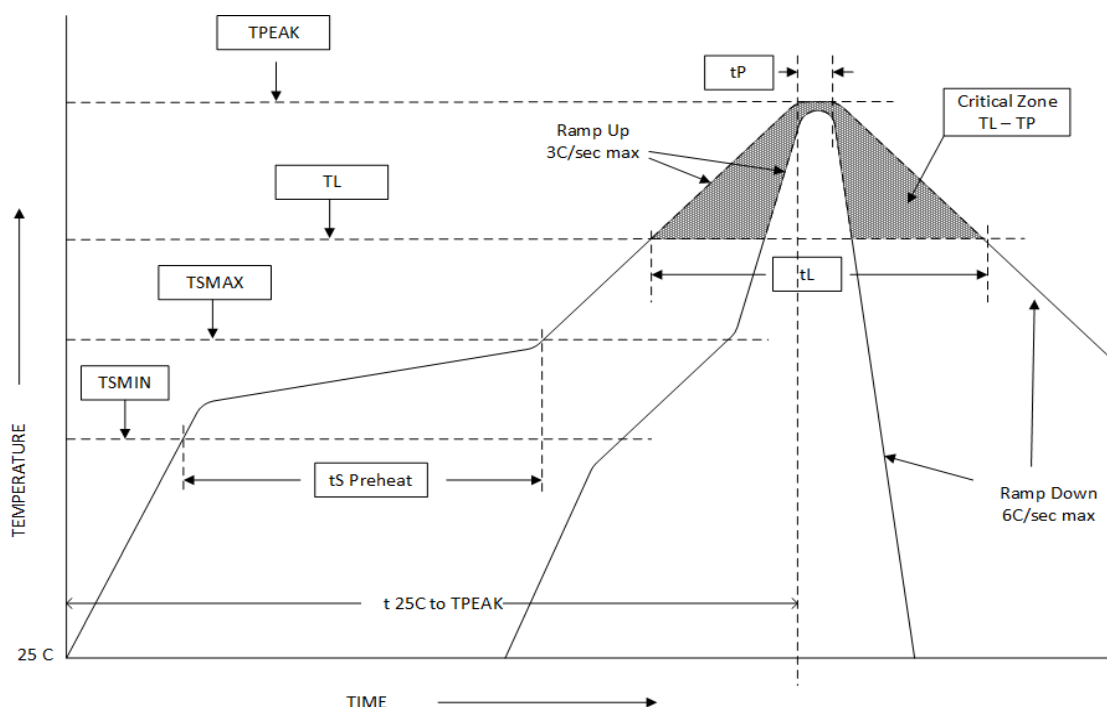 TPEAK
tP
Critical Zone
TL – TP
Ramp Up
3C/sec max
TL
tL
TSMAX
TSMIN
tS Preheat
TEMPERATURE
Ramp Down
6C/sec max
t 25C to TPEAK
25 C
TIME